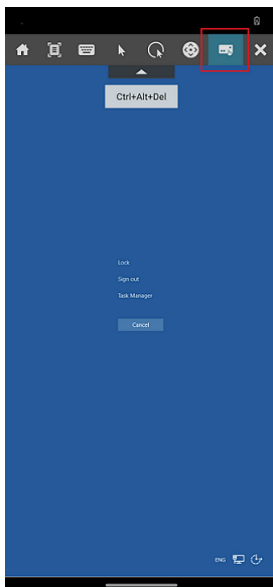 Ctrl+Alt+Del
Lock
Sign out
Task Manager
Cancel
ENG